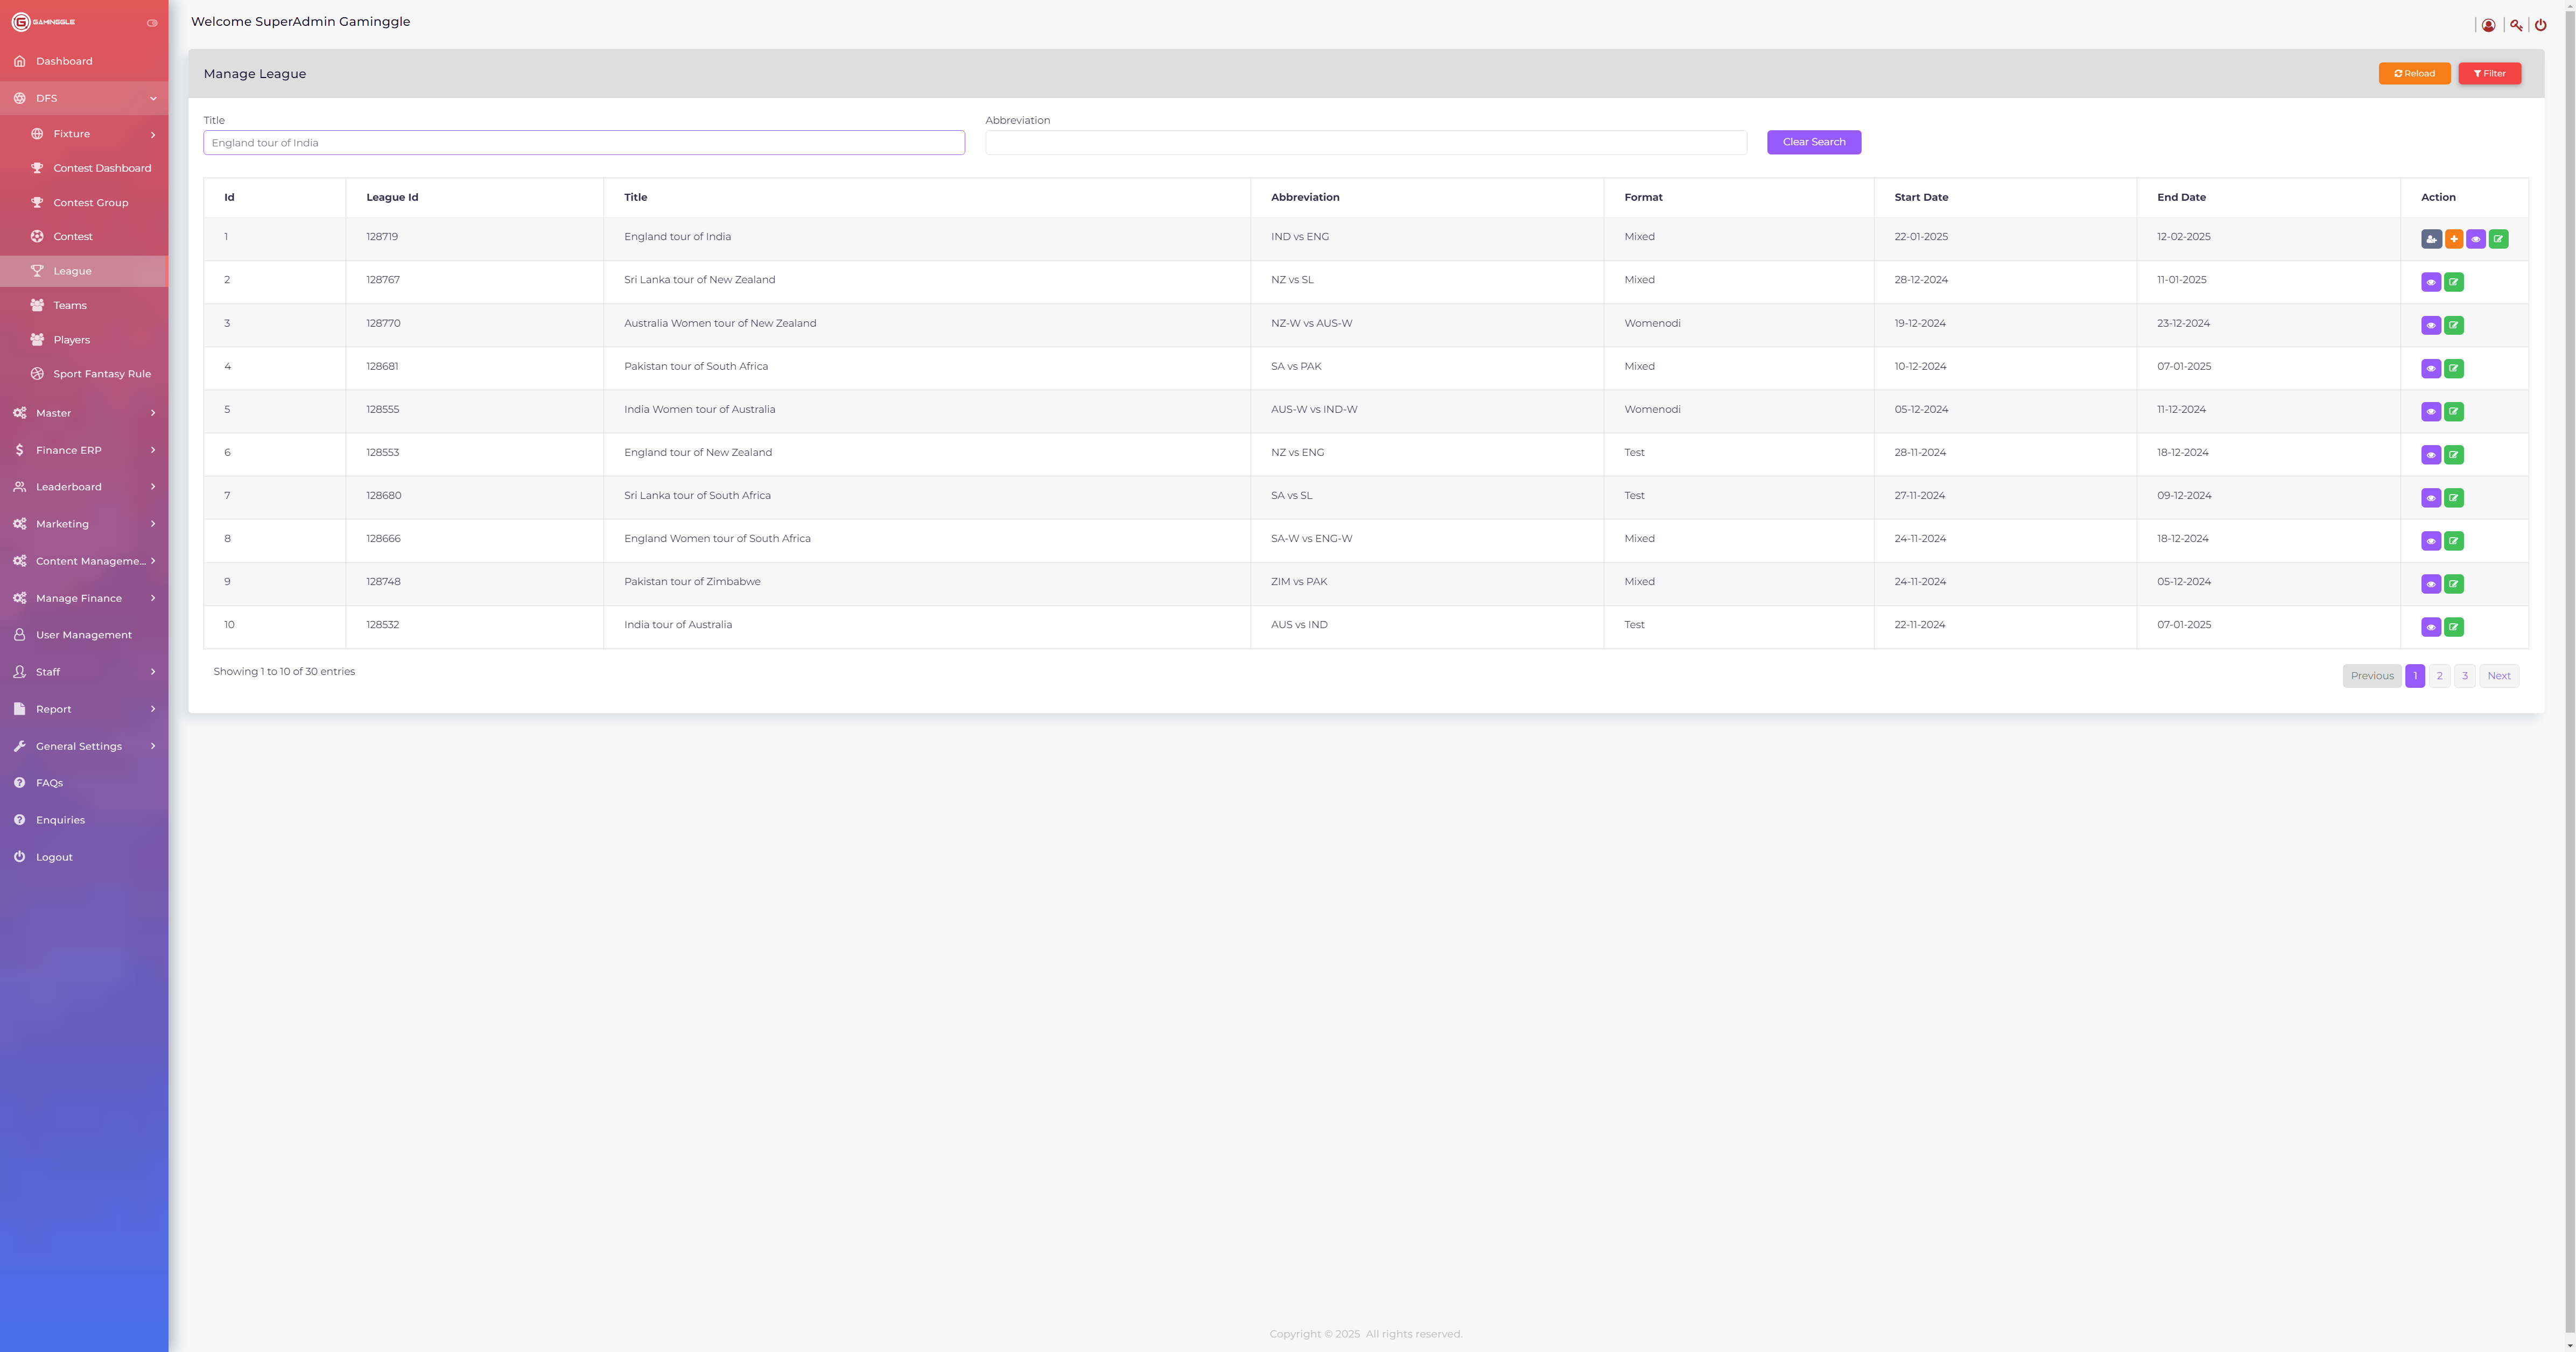 GAMINGGLE
Welcome SuperAdmin Gaminggle
Dashboard
DFS
Fixture
Contest Dashboard
Contest Group
Contest
League
Teams
Players
Sport Fantasy Rule
Master
Finance ERP
Leaderboard
Marketing
Content Manageme...
Manage Finance
User Management
Staff
Report
General Settings
FAQs
Enquiries
Logout
Manage League
Reload
Filter
Title
Abbreviation
England tour of India
Clear Search
Id League Id Title Abbreviation Format Start Date End Date Action
1 128719 England tour of India IND vs ENG Mixed 22-01-2025 12-02-2025
2 128767 Sri Lanka tour of New Zealand NZ vs SL Mixed 28-12-2024 11-01-2025
3 128770 Australia Women tour of New Zealand NZ-W vs AUS-W Womenodi 19-12-2024 23-12-2024
4 128681 Pakistan tour of South Africa SA vs PAK Mixed 10-12-2024 07-01-2025
5 128555 India Women tour of Australia AUS-W vs IND-W Womenodi 05-12-2024 11-12-2024
6 128553 England tour of New Zealand NZ vs ENG Test 28-11-2024 18-12-2024
7 128680 Sri Lanka tour of South Africa SA vs SL Test 27-11-2024 09-12-2024
8 128666 England Women tour of South Africa SA-W vs ENG-W Mixed 24-11-2024 18-12-2024
9 128748 Pakistan tour of Zimbabwe ZIM vs PAK Mixed 24-11-2024 05-12-2024
10 128532 India tour of Australia AUS vs IND Test 22-11-2024 07-01-2025
Showing 1 to 10 of 30 entries
Previous 1 2 3 Next
Copyright © 2025 All rights reserved.